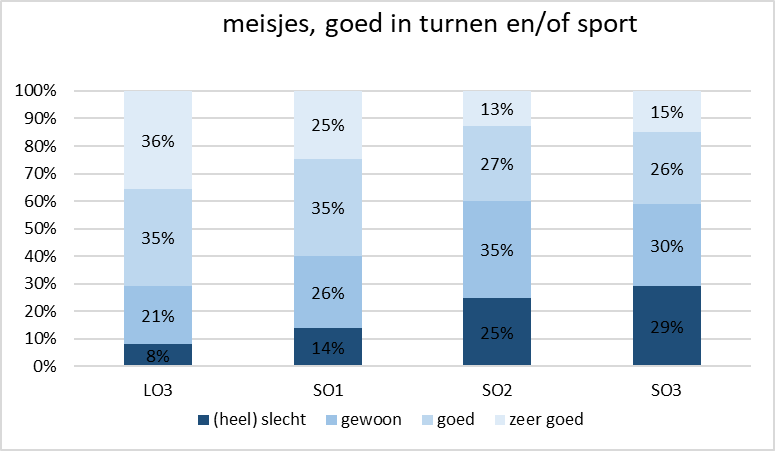 meisjes, goed in turnen en/of sport
100%
90%
80%
70%
60%
50%
40%
30%
20%
10%
0%
36% 25% 13% 15%
35% 35% 27% 26%
21% 26% 35% 30%
8% 14% 25% 29%
LO3 SO1 SO2 SO3
(heel) slecht gewoon goed zeer goed